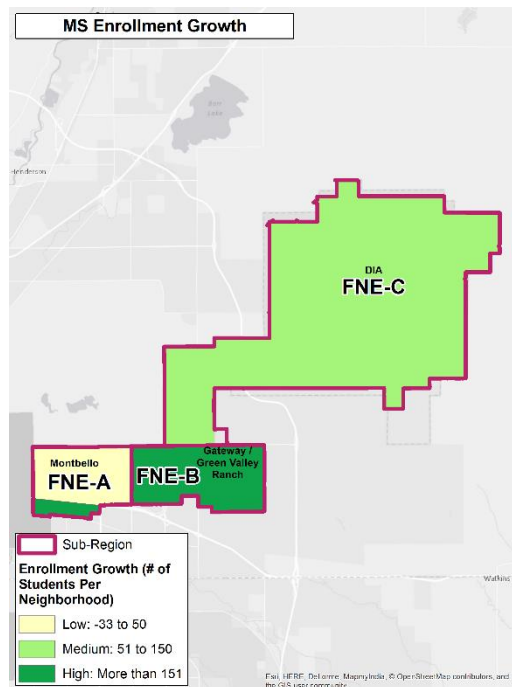 MS Enrollment Growth
Barr
Lake
Henderson
DIA
FNE-C
Montbello
FNE-A
FNE-B
Gateway /
Green Valley
Ranch
Watkins
Sub-Region
Enrollment Growth (# of
Students Per
Neighborhood)
Low: -33 to 50
Medium: 51 to 150
High: More than 151
Esri, HERE, DeLorme, MapmyIndia, © OpenStreetMap contributors, and
the GIS user community